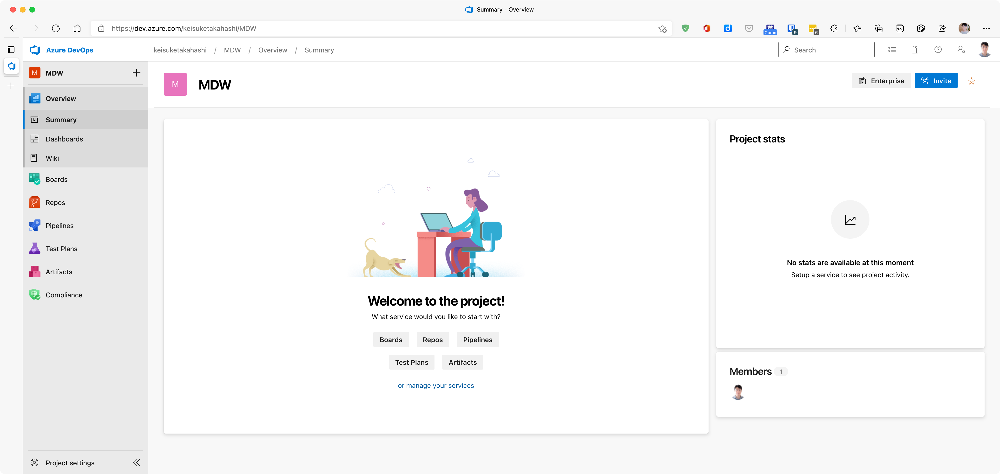 Summary - Overview
https://dev.azure.com/keisuketakahashi/MDW
Comn
9
6
Azure DevOps
keisuketakahashi / MDW / Overview / Summary
Search
M
MDW
M
MDW
Enterprise
Invite
Overview
Summary
Dashboards
Wiki
Boards
Repos
Pipelines
Test Plans
Artifacts
Compliance
Project settings
Welcome to the project!
What service would you like to start with?
Boards
Repos
Pipelines
Test Plans
Artifacts
or manage your services
Project stats
No stats are available at this moment
Setup a service to see project activity.
Members 1